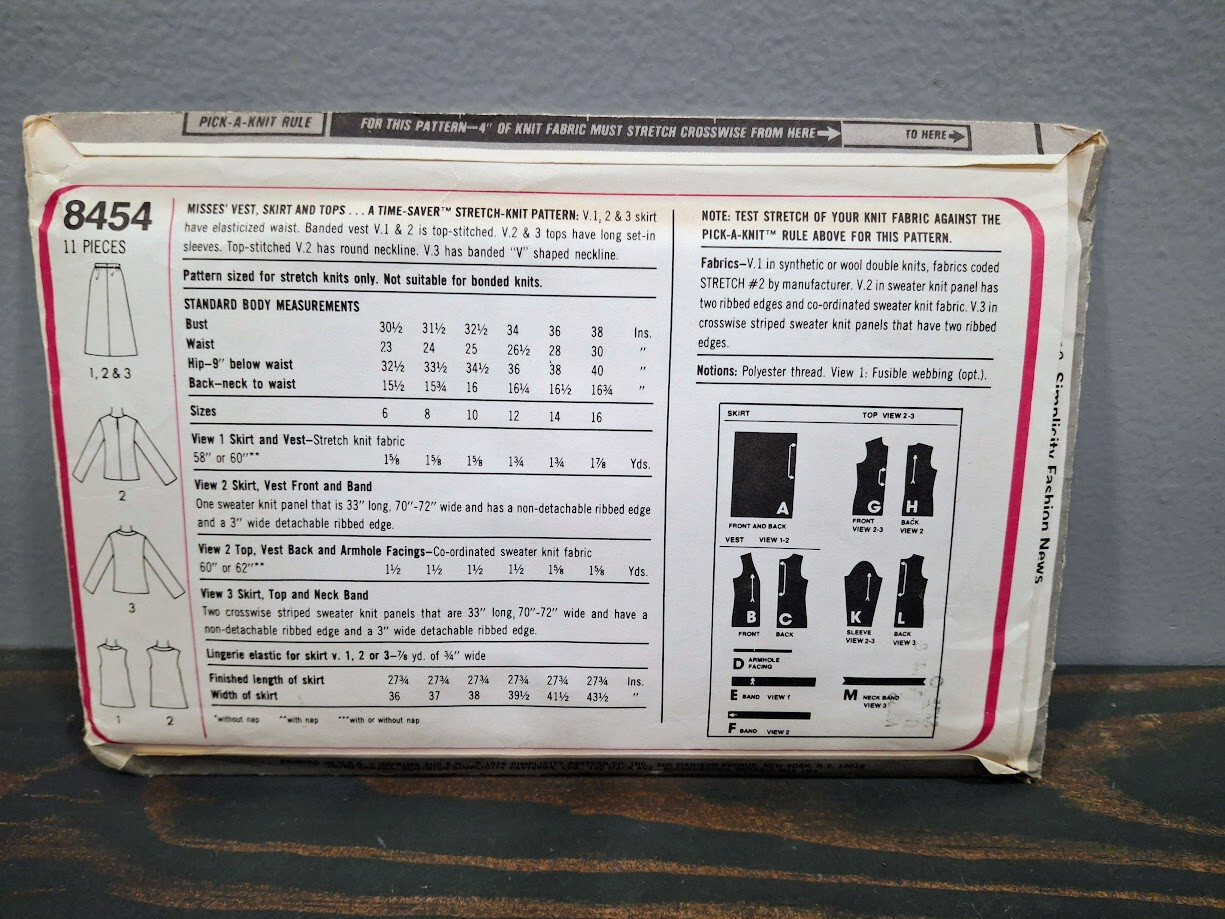 PICK-A-KNIT RULE
FOR THIS PATTERN—4" OF KNIT FABRIC MUST STRETCH CROSSWISE FROM HERE
TO HERE
8454
11 PIECES
1, 2 & 3
2
3
1
2
MISSES' VEST, SKIRT AND TOPS . . . A TIME-SAVER™ STRETCH-KNIT PATTERN: V.1, 2 & 3 skirt
have elasticized waist. Banded vest V.1 & 2 is top-stitched. V.2 & 3 tops have long set-in
sleeves. Top-stitched V.2 has round neckline. V.3 has banded "V" shaped neckline.
Pattern sized for stretch knits only. Not suitable for bonded knits.
STANDARD BODY MEASUREMENTS
Bust 30½ 31½ 32½ 34 36 38 Ins.
Waist 23 24 25 26½ 28 30 "
Hip–9" below waist 32½ 33½ 34½ 36 38 40 "
Back–neck to waist 15½ 15¾ 16 16¼ 16½ 16¾ "
Sizes 6 8 10 12 14 16
View 1 Skirt and Vest–Stretch knit fabric
58" or 60"** 1⅝ 1⅝ 1⅝ 1¾ 1¾ 1⅞ Yds.
View 2 Skirt, Vest Front and Band
One sweater knit panel that is 33" long, 70"-72" wide and has a non-detachable ribbed edge
and a 3" wide detachable ribbed edge.
View 2 Top, Vest Back and Armhole Facings–Co-ordinated sweater knit fabric
60" or 62"** 1½ 1½ 1½ 1½ 1⅝ 1⅝ Yds.
View 3 Skirt, Top and Neck Band
Two crosswise striped sweater knit panels that are 33" long, 70"-72" wide and have a
non-detachable ribbed edge and a 3" wide detachable ribbed edge.
Lingerie elastic for skirt v. 1, 2 or 3–⅞ yd. of ¾" wide
Finished length of skirt 27¾ 27¾ 27¾ 27¾ 27¾ 27¾ Ins.
Width of skirt 36 37 38 39½ 41½ 43½ "
*without nap **with nap ***with or without nap
NOTE: TEST STRETCH OF YOUR KNIT FABRIC AGAINST THE
PICK-A-KNIT™ RULE ABOVE FOR THIS PATTERN.
Fabrics–V.1 in synthetic or wool double knits, fabrics coded
STRETCH #2 by manufacturer. V.2 in sweater knit panel has
two ribbed edges and co-ordinated sweater knit fabric. V.3 in
crosswise striped sweater knit panels that have two ribbed
edges.
Notions: Polyester thread. View 1: Fusible webbing (opt.).
SKIRT
TOP VIEW 2-3
A
G
H
FRONT AND BACK
FRONT
VIEW 2-3
BACK
VIEW 2
VEST VIEW 1-2
B
C
K
L
FRONT
BACK
SLEEVE
VIEW 2-3
BACK
VIEW 3
D ARMHOLE
FACING
E BAND VIEW 1
M NECK BAND
VIEW 3
F BAND VIEW 2
Simplicity Fashion News